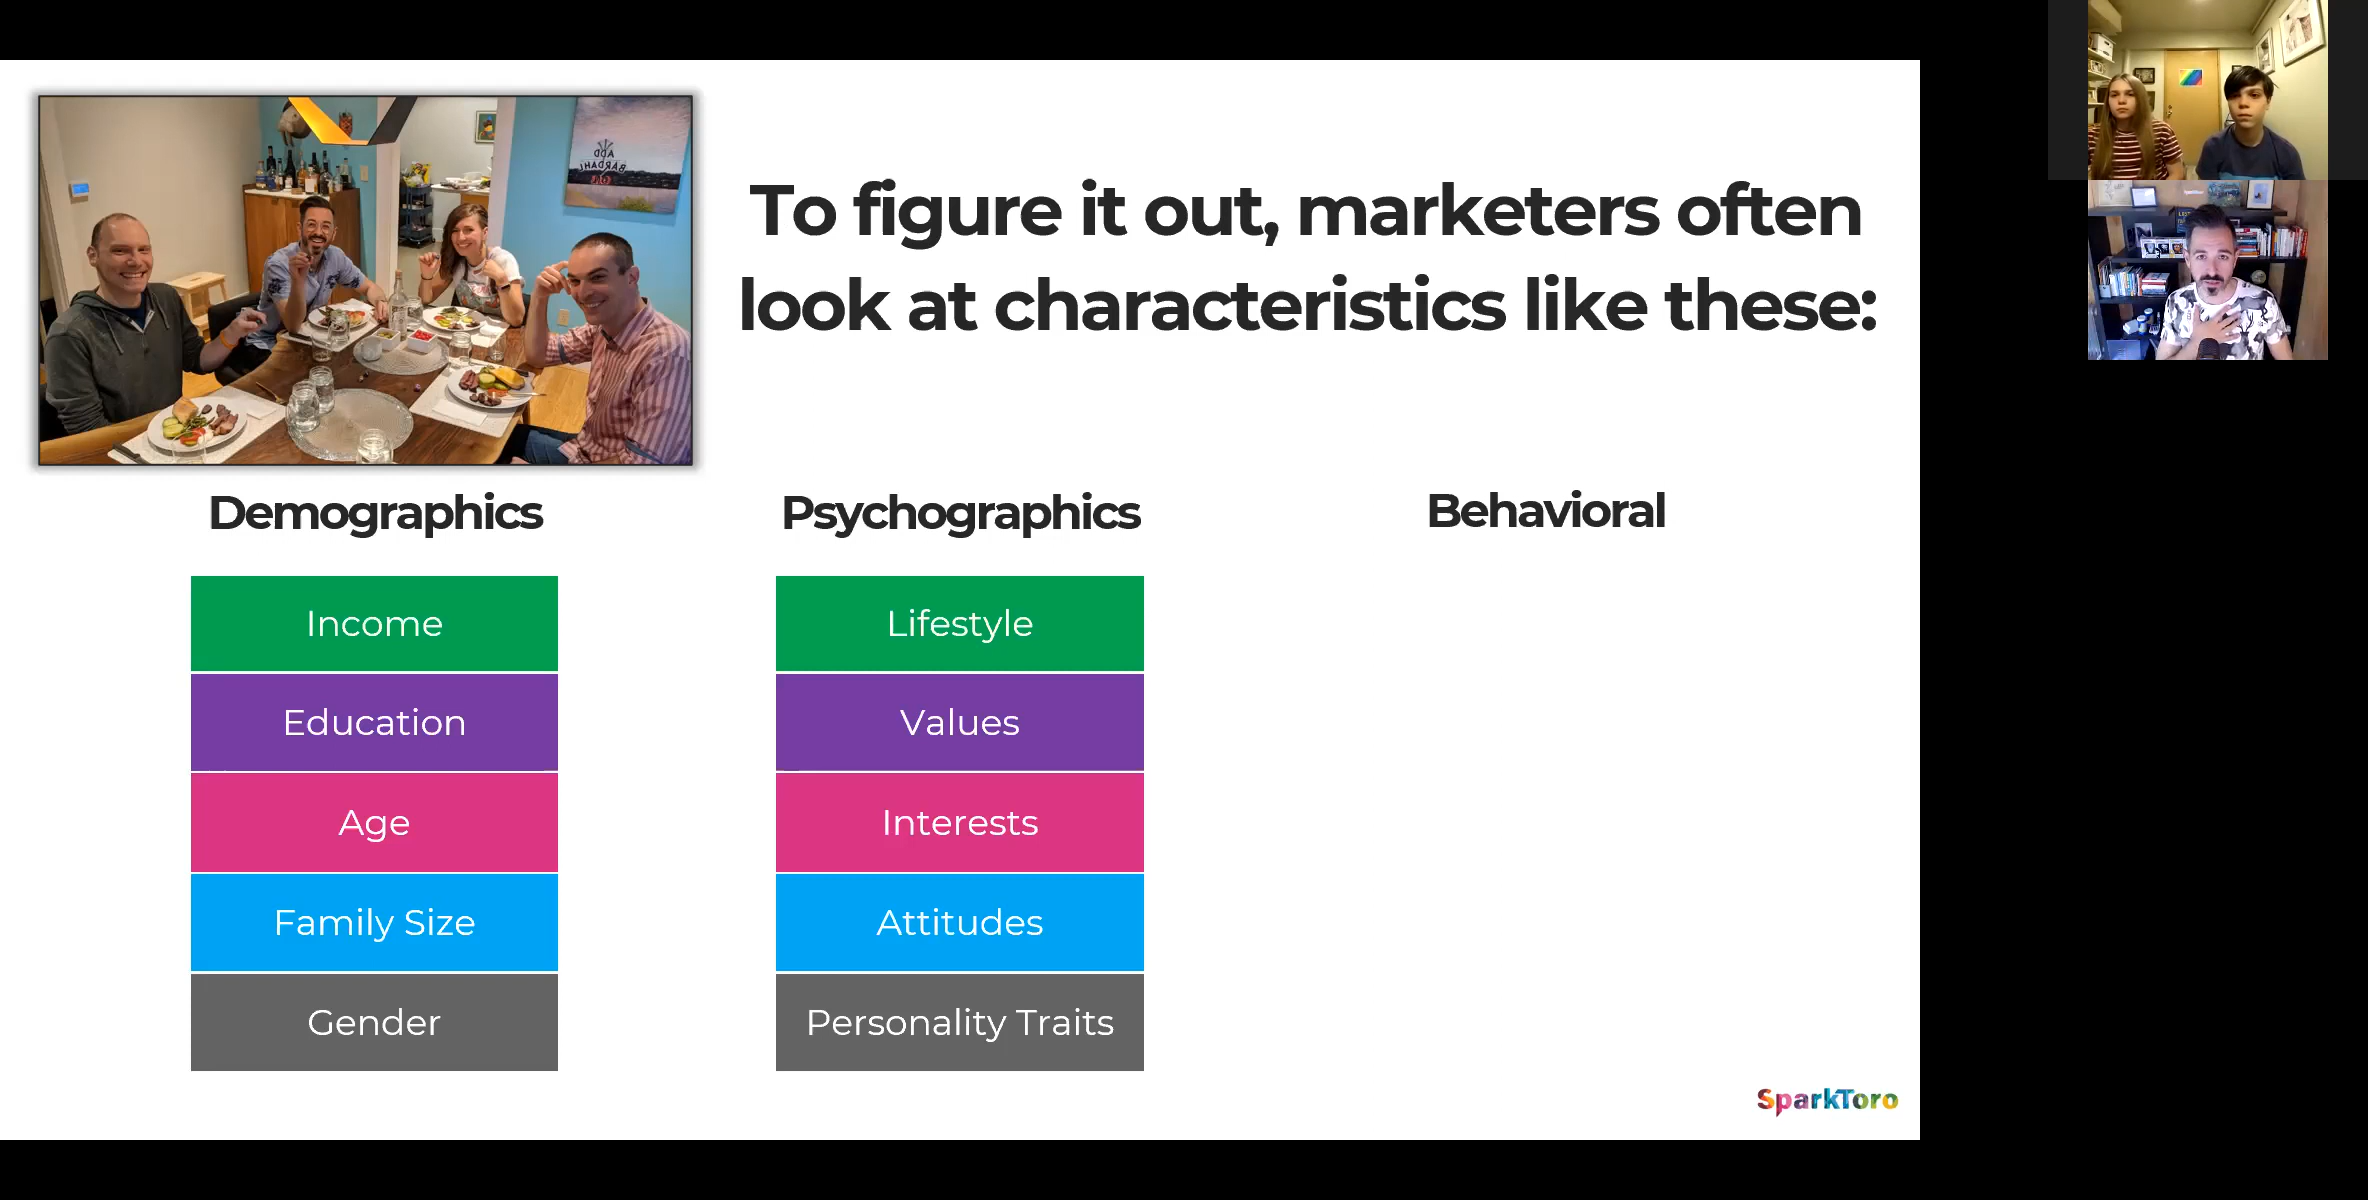 To figure it out, marketers often
look at characteristics like these:
Demographics
Psychographics
Behavioral
Income
Lifestyle
Education
Values
Age
Interests
Family Size
Attitudes
Gender
Personality Traits
SparkToro